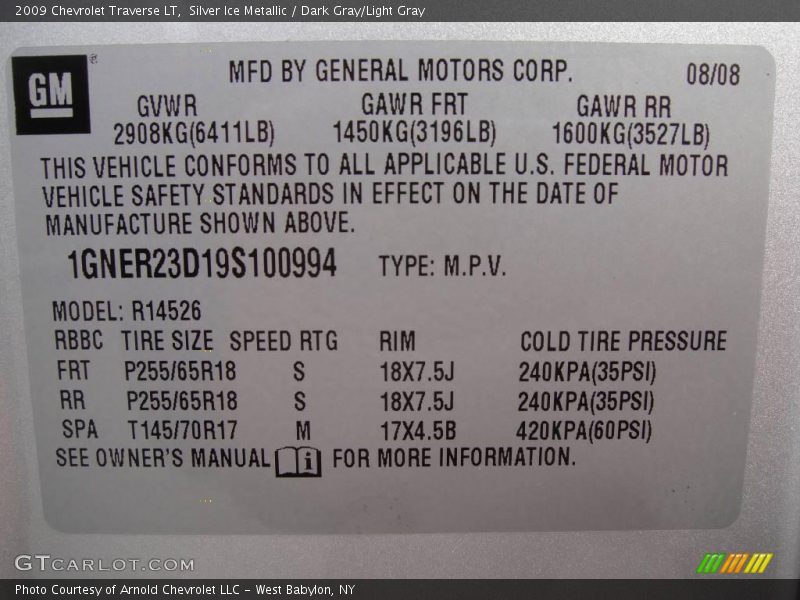 2009 Chevrolet Traverse LT, Silver Ice Metallic / Dark Gray/Light Gray
GM®
MFD BY GENERAL MOTORS CORP. 08/08
GVWR GAWR FRT GAWR RR
2908KG(6411LB) 1450KG(3196LB) 1600KG(3527LB)
THIS VEHICLE CONFORMS TO ALL APPLICABLE U.S. FEDERAL MOTOR
VEHICLE SAFETY STANDARDS IN EFFECT ON THE DATE OF
MANUFACTURE SHOWN ABOVE.
1GNER23D19S100994 TYPE: M.P.V.
MODEL: R14526
RBBC TIRE SIZE SPEED RTG RIM COLD TIRE PRESSURE
FRT P255/65R18 S 18X7.5J 240KPA(35PSI)
RR P255/65R18 S 18X7.5J 240KPA(35PSI)
SPA T145/70R17 M 17X4.5B 420KPA(60PSI)
SEE OWNER'S MANUAL i FOR MORE INFORMATION.
GTCARLOT.COM
Photo Courtesy of Arnold Chevrolet LLC - West Babylon, NY